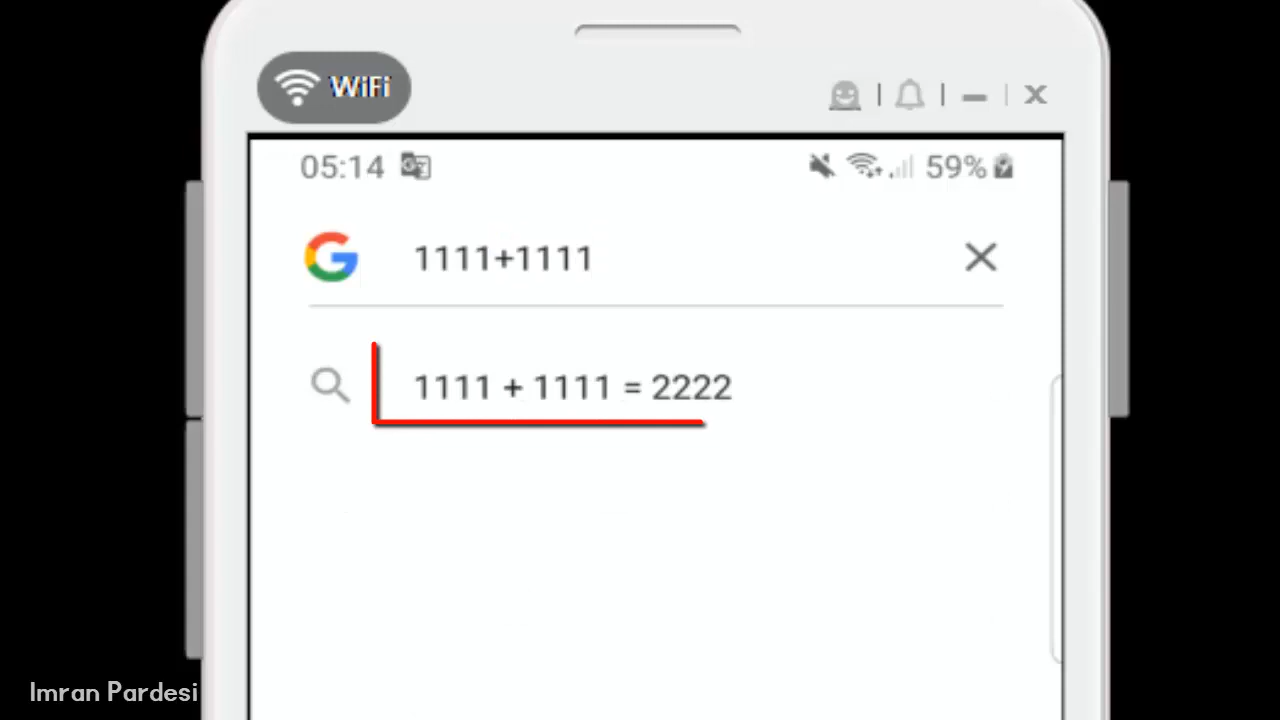 WiFi
05:14 59%
1111+1111
1111 + 1111 = 2222
Imran Pardesi